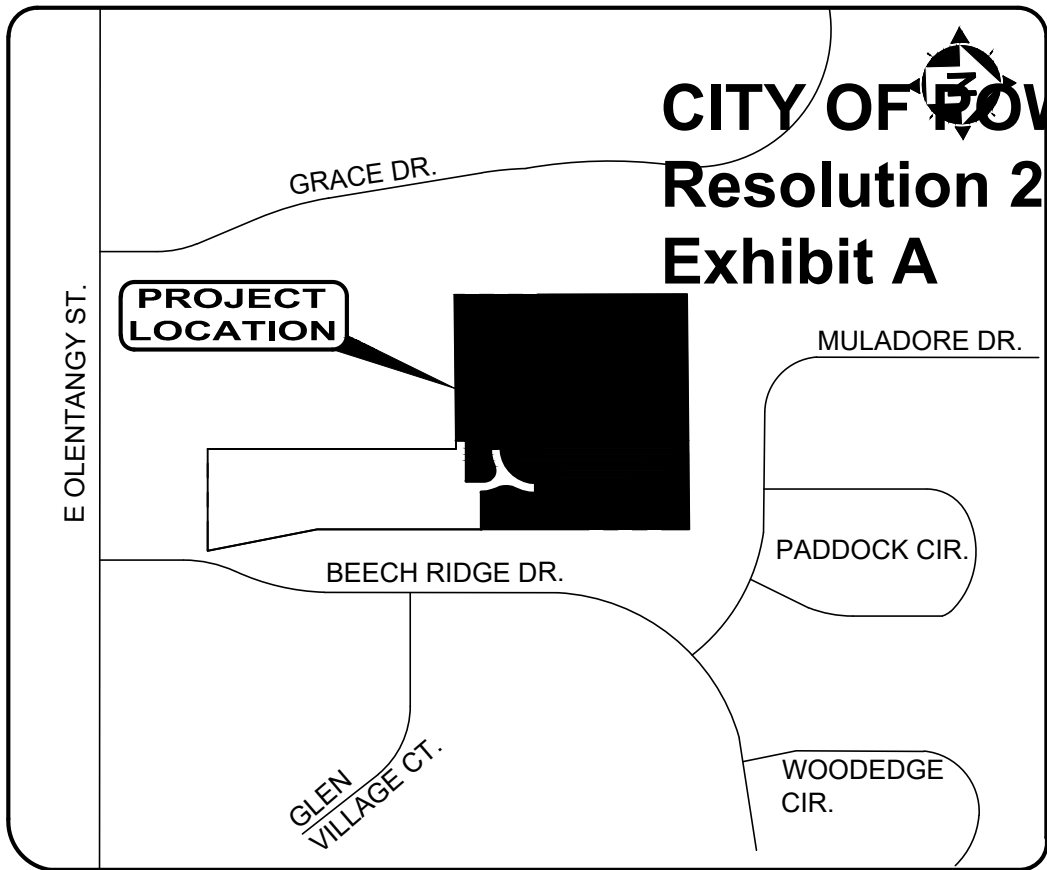 CITY OF POW
Resolution 2
Exhibit A
GRACE DR.
E OLENTANGY ST.
PROJECT
LOCATION
MULADORE DR.
PADDOCK CIR.
BEECH RIDGE DR.
GLEN
VILLAGE CT.
WOODEDGE
CIR.